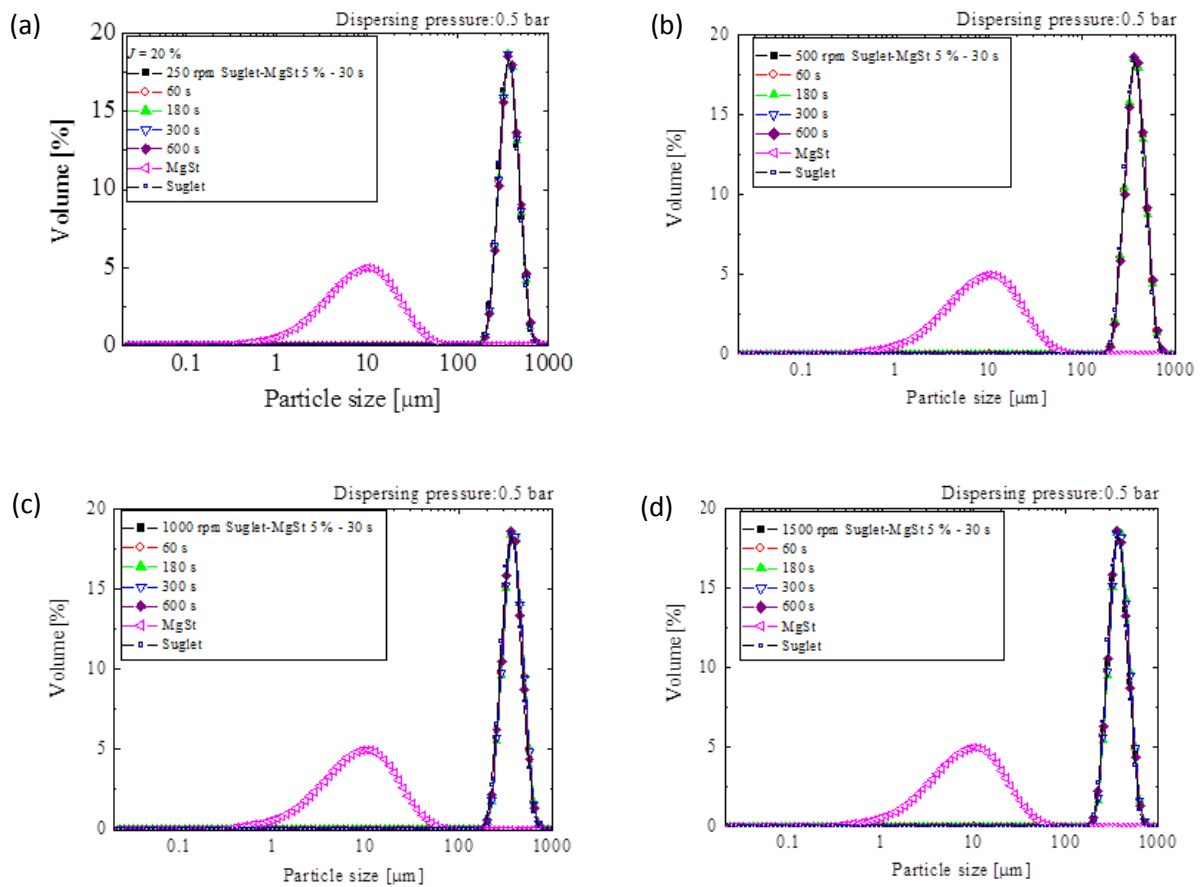 (a)
Dispersing pressure:0.5 bar
J = 20 %
250 rpm Suglet-MgSt 5 % - 30 s
60 s
180 s
300 s
600 s
MgSt
Suglet
Volume [%]
20
15
10
5
0
0.1
1
10
100
1000
Particle size [µm]
(b)
Dispersing pressure:0.5 bar
500 rpm Suglet-MgSt 5 % - 30 s
60 s
180 s
300 s
600 s
MgSt
Suglet
Volume [%]
20
15
10
5
0
0.1
1
10
100
1000
Particle size [µm]
(c)
Dispersing pressure:0.5 bar
1000 rpm Suglet-MgSt 5 % - 30 s
60 s
180 s
300 s
600 s
MgSt
Suglet
Volume [%]
20
15
10
5
0
0.1
1
10
100
1000
Particle size [µm]
(d)
Dispersing pressure:0.5 bar
1500 rpm Suglet-MgSt 5 % - 30 s
60 s
180 s
300 s
600 s
MgSt
Suglet
Volume [%]
20
15
10
5
0
0.1
1
10
100
1000
Particle size [µm]